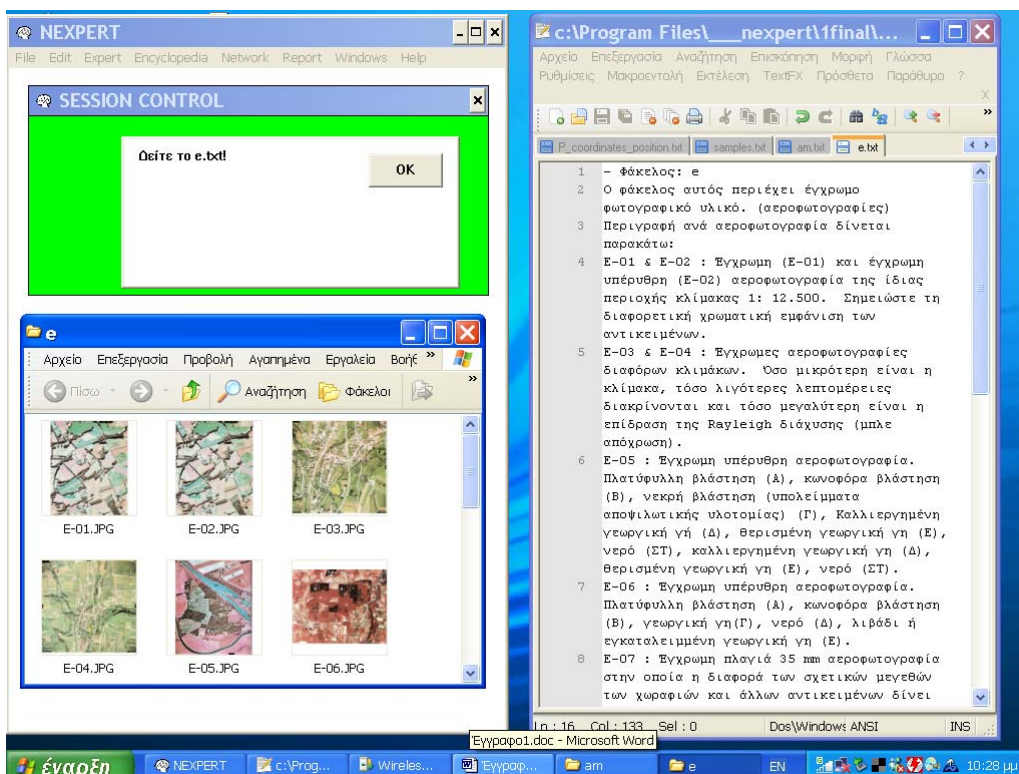 NEXPERT
File Edit Expert Encyclopedia Network Report Windows Help
SESSION CONTROL
Δείτε το e.txt!
OK
e
Αρχείο Επεξεργασία Προβολή Αγαπημένα Εργαλεία Βοήθ »
Πίσω Αναζήτηση Φάκελοι »
E-01.JPG E-02.JPG E-03.JPG
E-04.JPG E-05.JPG E-06.JPG
c:\Program Files\___nexpert\1final\...
Αρχείο Επεξεργασία Αναζήτηση Επισκόπηση Μορφή Γλώσσα
Ρυθμίσεις Μακροεντολή Εκτέλεση TextFX Πρόσθετα Παράθυρο ?
X
»
P_coordinates_position.txt samples.txt am.txt e.txt
1 - Φάκελος: e
2 Ο φάκελος αυτός περιέχει έγχρωμο
φωτογραφικό υλικό. (αεροφωτογραφίες)
3 Περιγραφή ανά αεροφωτογραφία δίνεται
παρακάτω:
4 E-01 & E-02 : Έγχρωμη (E-01) και έγχρωμη
υπέρυθρη (E-02) αεροφωτογραφία της ίδιας
περιοχής κλίμακας 1: 12.500. Σημειώστε τη
διαφορετική χρωματική εμφάνιση των
αντικειμένων.
5 E-03 & E-04 : Έγχρωμες αεροφωτογραφίες
διαφόρων κλιμάκων. Όσο μικρότερη είναι η
κλίμακα, τόσο λιγότερες λεπτομέρειες
διακρίνονται και τόσο μεγαλύτερη είναι η
επίδραση της Rayleigh διάχυσης (μπλε
απόχρωση).
6 E-05 : Έγχρωμη υπέρυθρη αεροφωτογραφία.
Πλατύφυλλη βλάστηση (Α), κωνοφόρα βλάστηση
(Β), νεκρή βλάστηση (υπολείμματα
αποψιλωτικής υλοτομίας) (Γ), Καλλιεργημένη
γεωργική γή (Δ), θερισμένη γεωργική γη (Ε),
νερό (ΣΤ), καλλιεργημένη γεωργική γη (Δ),
θερισμένη γεωργική γη (Ε), νερό (ΣΤ).
7 E-06 : Έγχρωμη υπέρυθρη αεροφωτογραφία.
Πλατύφυλλη βλάστηση (Α), κωνοφόρα βλάστηση
(Β), γεωργική γη(Γ), νερό (Δ), λιβάδι ή
εγκαταλειμμένη γεωργική γη (Ε).
8 E-07 : Έγχρωμη πλαγιά 35 mm αεροφωτογραφία
στην οποία η διαφορά των σχετικών μεγεθών
των χωραφιών και άλλων αντικειμένων δίνει
Ln : 16 Col : 133 Sel : 0 Dos\Windows ANSI INS
Έγγραφο1.doc - Microsoft Word
έναρξη NEXPERT c:\Prog... Wireles... Έγγραφ... am e EN 10:28 μμ